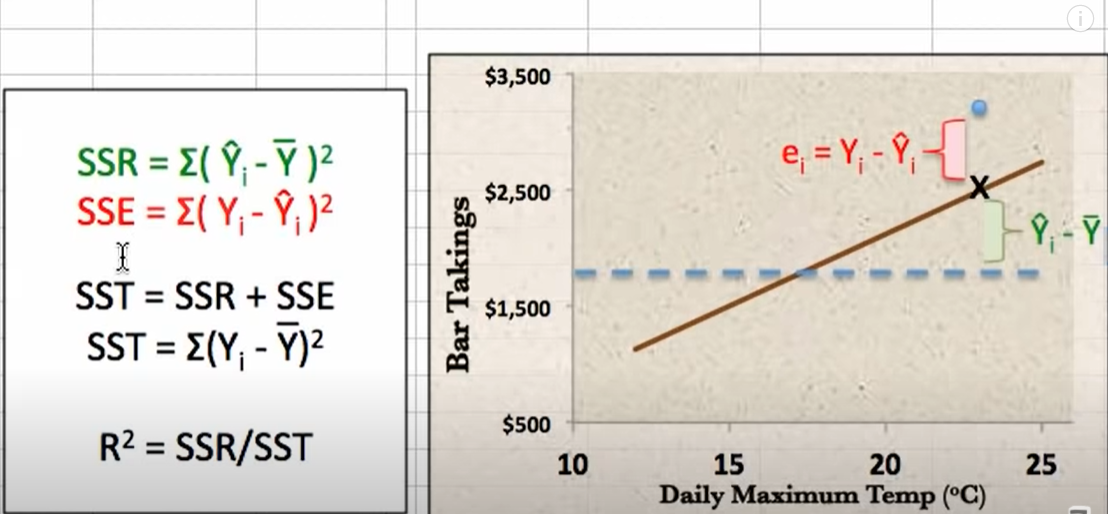 SSR = Σ( Ŷᵢ - Y̅ )²
SSE = Σ( Yᵢ - Ŷᵢ )²
SST = SSR + SSE
SST = Σ(Yᵢ - Y̅)²
R² = SSR/SST
$3,500
eᵢ = Yᵢ - Ŷᵢ
X
$2,500
Ŷᵢ - Y̅
Bar Takings
$1,500
$500
10 15 20 25
Daily Maximum Temp (ºC)